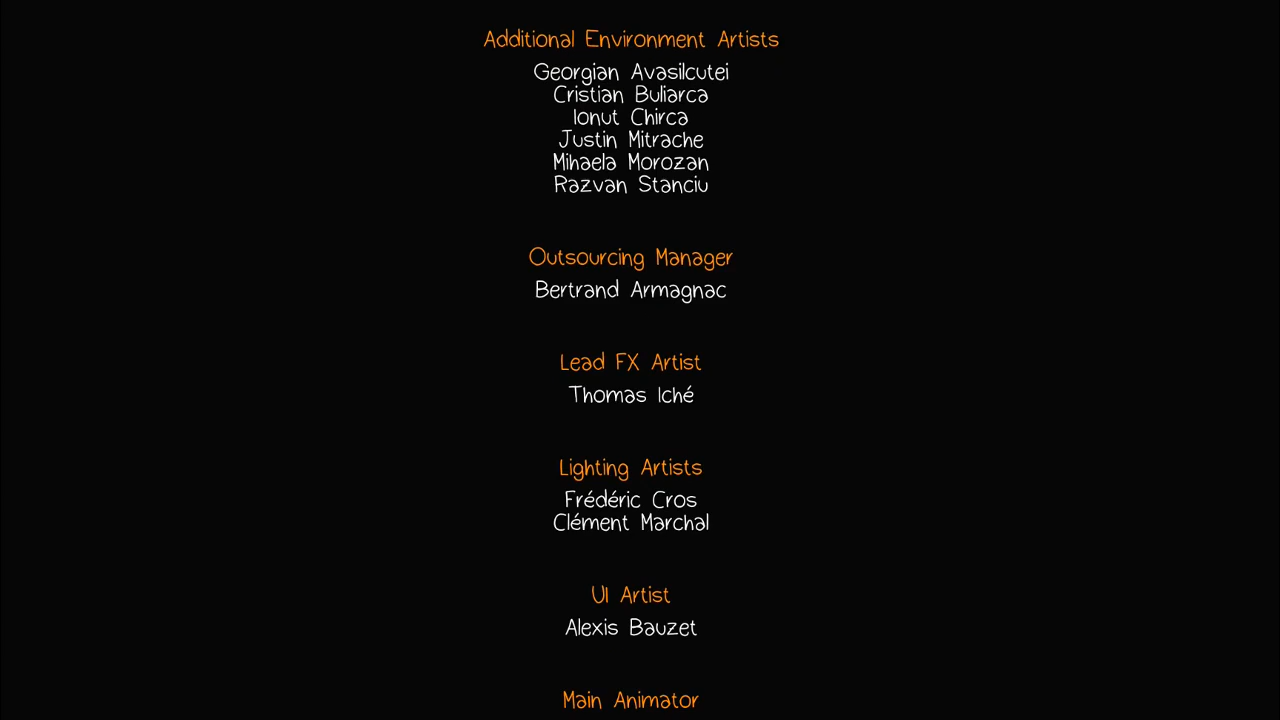 Additional Environment Artists
Georgian Avasilcutei
Cristian Buliarca
Ionut Chirca
Justin Mitrache
Mihaela Morozan
Razvan Stanciu
Outsourcing Manager
Bertrand Armagnac
Lead FX Artist
Thomas Iché
Lighting Artists
Frédéric Cros
Clément Marchal
UI Artist
Alexis Bauzet
Main Animator